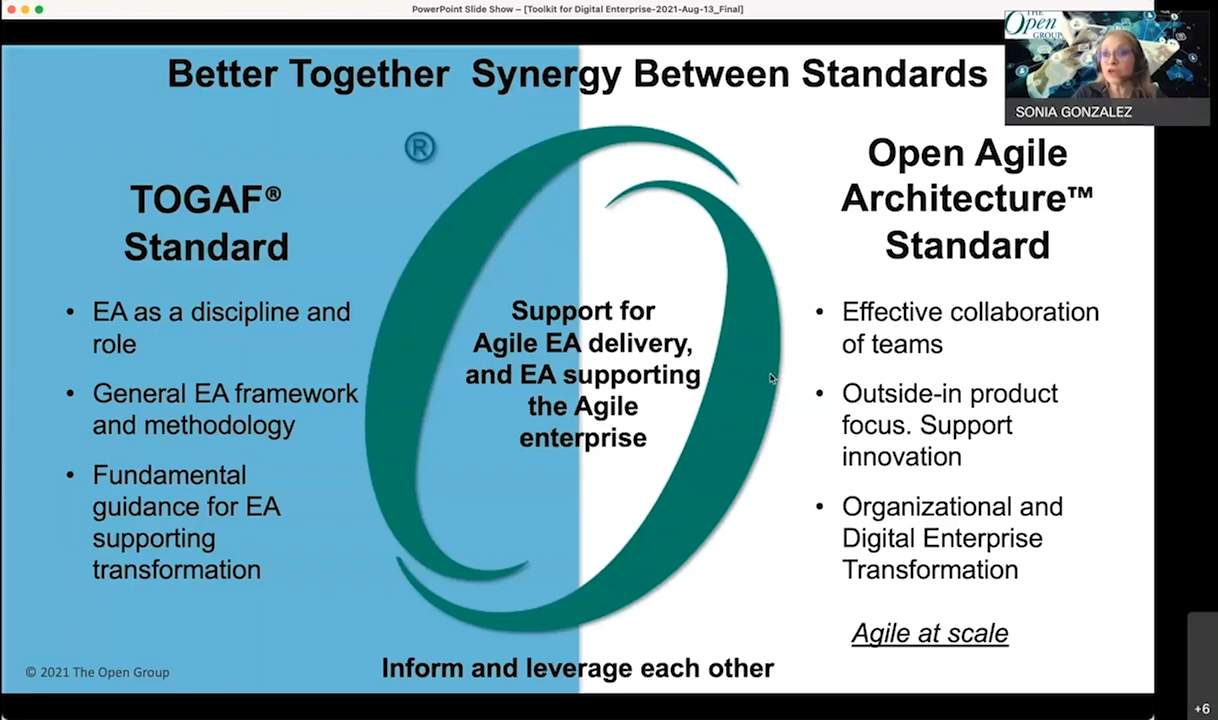 PowerPoint Slide Show – [Toolkit for Digital Enterprise-2021-Aug-13_Final]
Better Together Synergy Between Standards
THE
Open
GROUP
SONIA GONZALEZ
®
TOGAF®
Standard
• EA as a discipline and
role
• General EA framework
and methodology
• Fundamental
guidance for EA
supporting
transformation
Support for
Agile EA delivery,
and EA supporting
the Agile
enterprise
Open Agile
Architecture™
Standard
• Effective collaboration
of teams
• Outside-in product
focus. Support
innovation
• Organizational and
Digital Enterprise
Transformation
Agile at scale
© 2021 The Open Group
Inform and leverage each other
+6